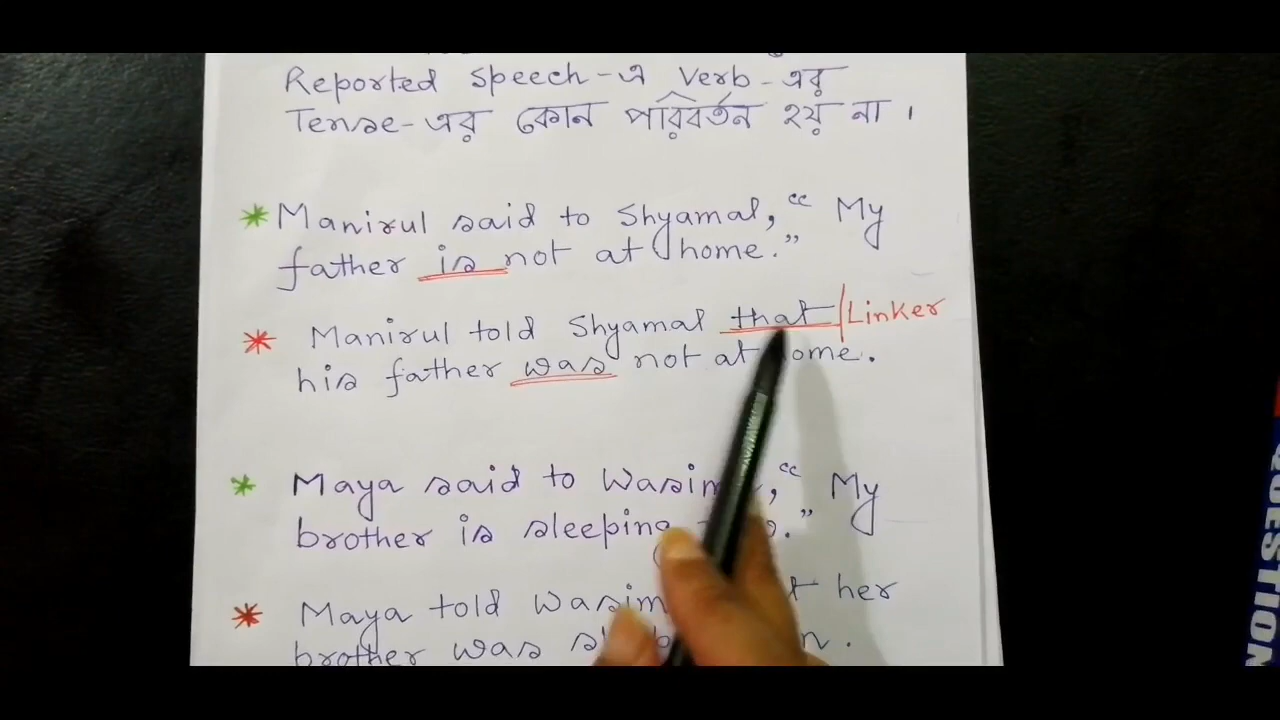 Reported speech-এ verb-এর
Tense-এর কোন পরিবর্তন হয় না।
* Manirul said to Shyamal, “ My
father is not at home.”
* Manirul told Shyamal that/Linker
his father was not at home.
* Maya said to Wasim, “ My
brother is sleeping .”
* Maya told Wasim her
brother was .
QUESTION